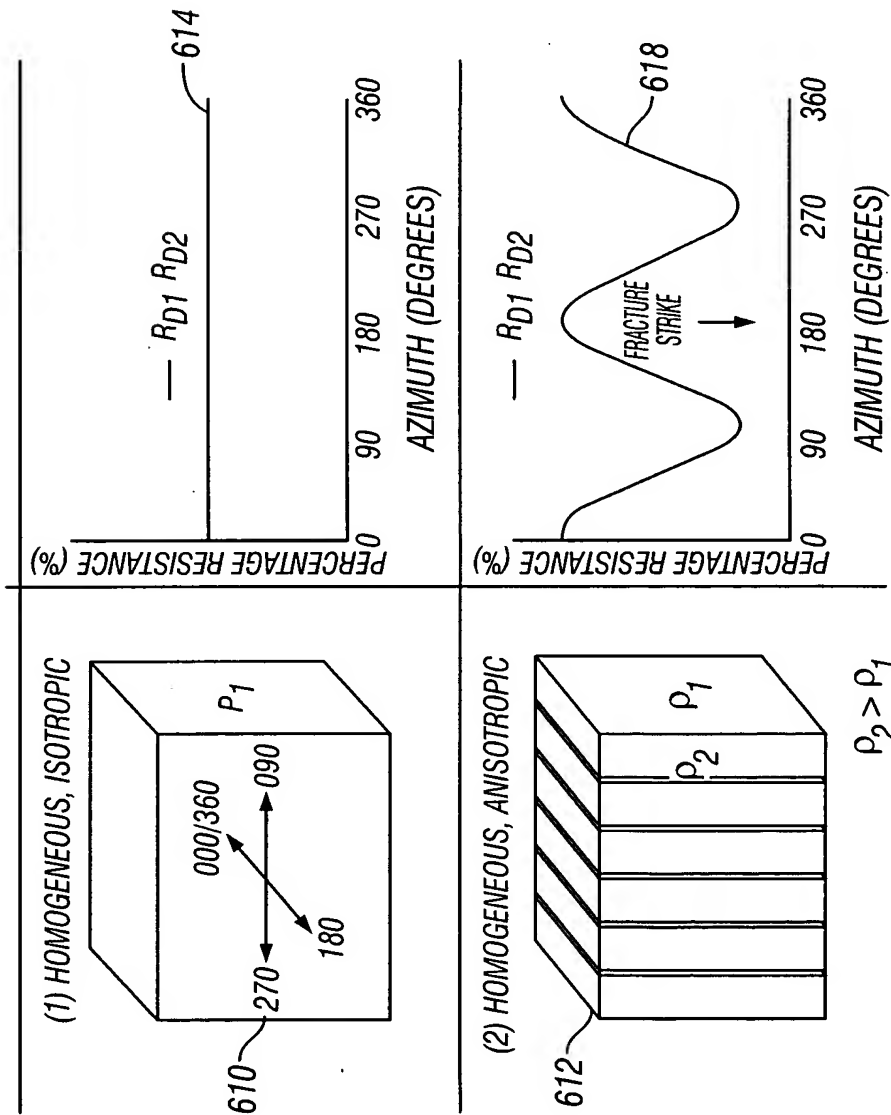 (1) HOMOGENEOUS, ISOTROPIC
000/360
090
180
270
P1
610
PERCENTAGE RESISTANCE (%)
— RD1 RD2
614
0 90 180 270 360
AZIMUTH (DEGREES)
(2) HOMOGENEOUS, ANISOTROPIC
612
ρ1
ρ2
ρ2 > ρ1
PERCENTAGE RESISTANCE (%)
— RD1 RD2
FRACTURE
STRIKE
618
0 90 180 270 360
AZIMUTH (DEGREES)